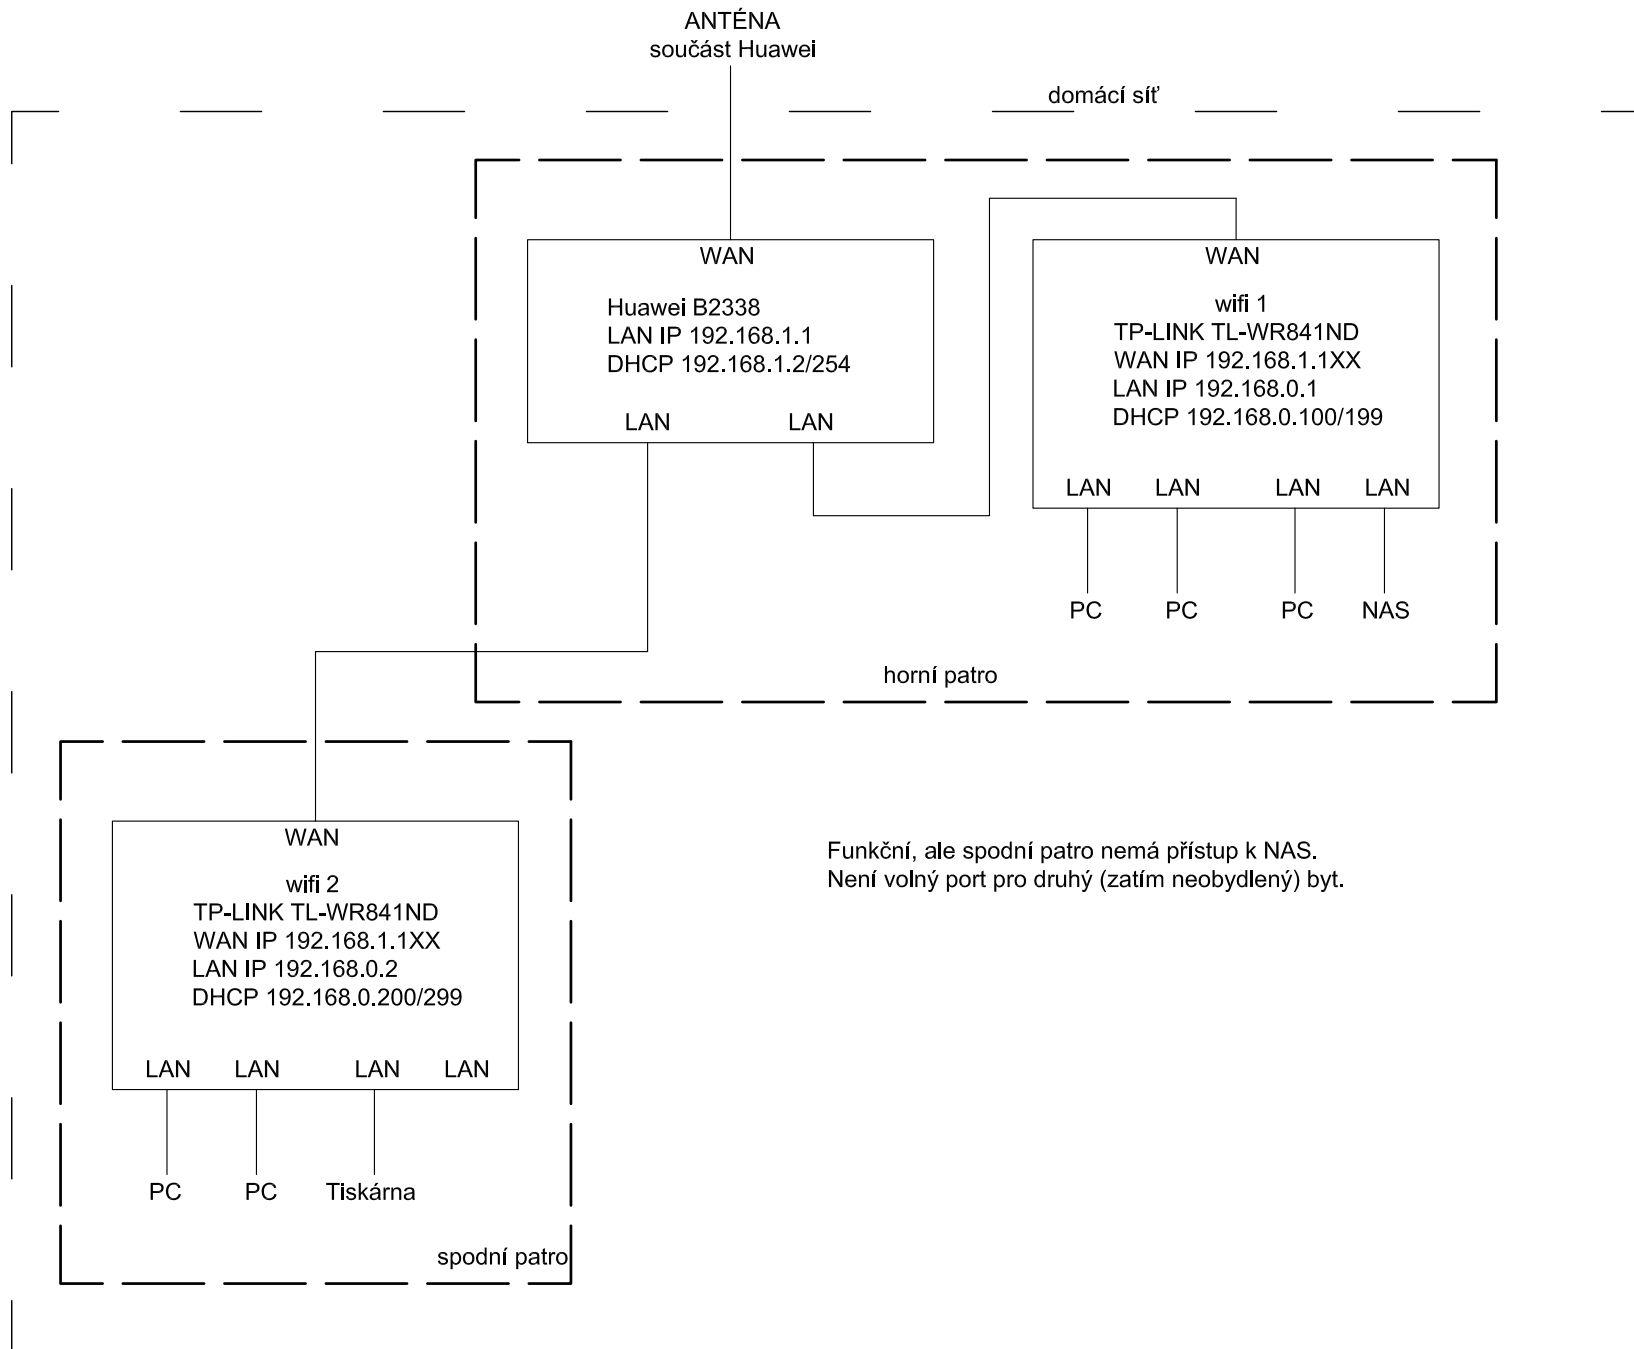 ANTÉNA
součást Huawei
domácí síť
WAN
Huawei B2338
LAN IP 192.168.1.1
DHCP 192.168.1.2/254
LAN LAN
WAN
wifi 1
TP-LINK TL-WR841ND
WAN IP 192.168.1.1XX
LAN IP 192.168.0.1
DHCP 192.168.0.100/199
LAN LAN LAN LAN
PC PC PC NAS
horní patro
WAN
wifi 2
TP-LINK TL-WR841ND
WAN IP 192.168.1.1XX
LAN IP 192.168.0.2
DHCP 192.168.0.200/299
LAN LAN LAN LAN
PC PC Tiskárna
spodní patro
Funkční, ale spodní patro nemá přístup k NAS.
Není volný port pro druhý (zatím neobydlený) byt.